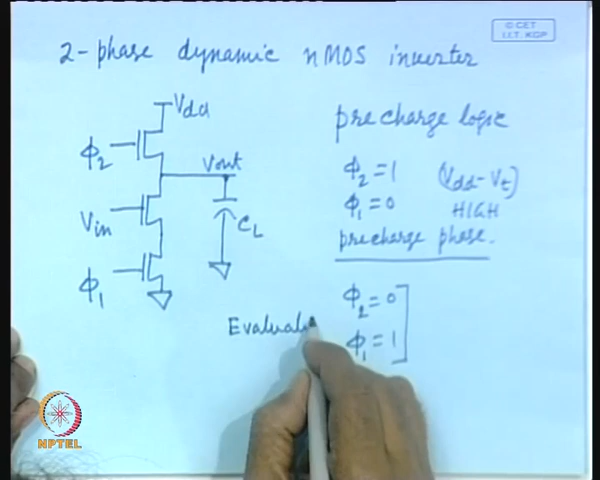 © CET
I.I.T. KGP
2-phase dynamic nMOS inverter
Vdd
precharge logic
Φ2
Vout
Φ2 = 1 (Vdd - Vt)
Φ1 = 0 HIGH
Vin
CL
precharge phase.
Φ1
Φ2 = 0
Evaluat
Φ1 = 1
NPTEL